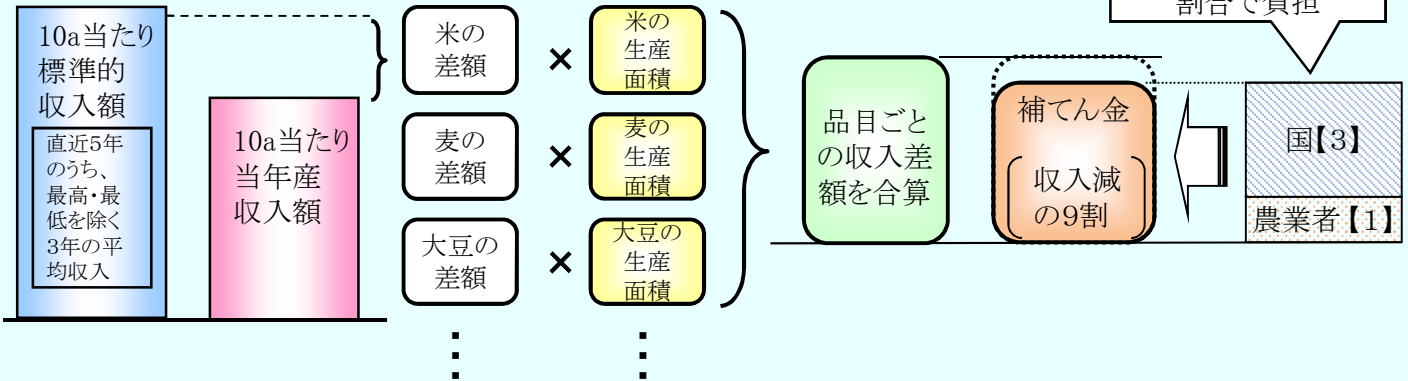 割合で負担
10a当たり
標準的
収入額
直近5年
のうち、
最高・最
低を除く
3年の平
均収入
10a当たり
当年産
収入額
米の
差額
×
米の
生産
面積
麦の
差額
×
麦の
生産
面積
大豆の
差額
×
大豆の
生産
面積
品目ごと
の収入差
額を合算
補てん金
収入減
の9割
国【3】
農業者【1】